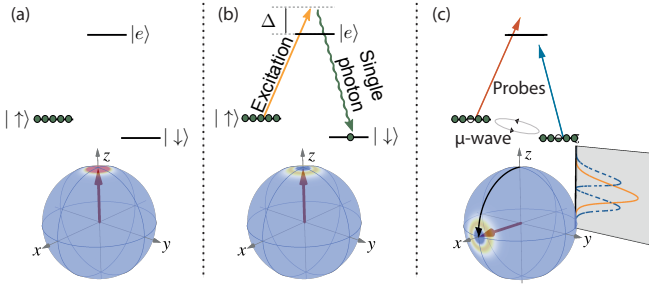 (a)
|e⟩
|↑⟩
|↓⟩
z
x
y
(b)
Δ
|e⟩
Excitation
Single
photon
|↑⟩
|↓⟩
z
x
y
(c)
Probes
μ-wave
z
z
x
y